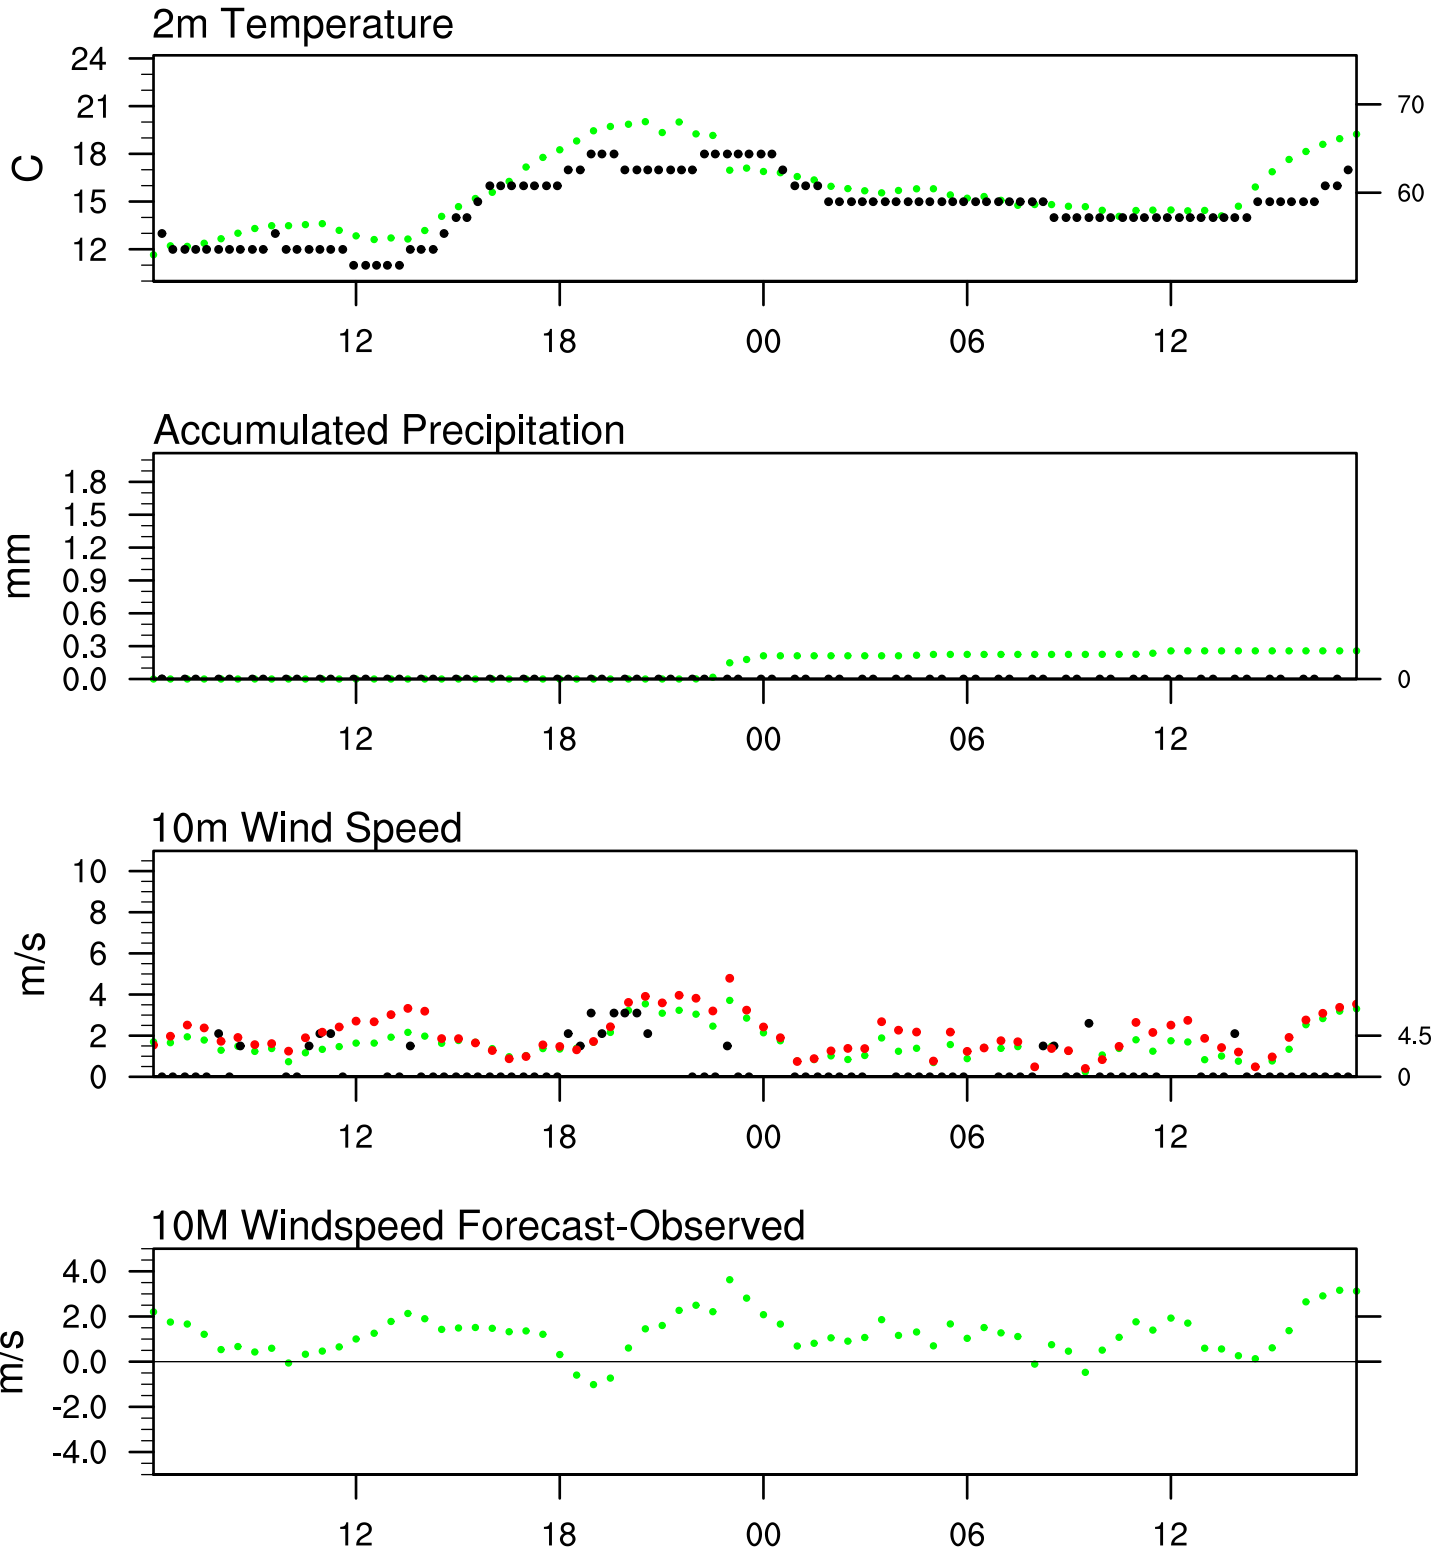 2m Temperature
24
21
18
15
12
C
70
60
12 18 00 06 12
Accumulated Precipitation
1.8
1.5
1.2
0.9
0.6
0.3
0.0
mm
0
12 18 00 06 12
10m Wind Speed
10
8
6
4
2
0
m/s
4.5
0
12 18 00 06 12
10M Windspeed Forecast-Observed
4.0
2.0
0.0
-2.0
-4.0
m/s
12 18 00 06 12